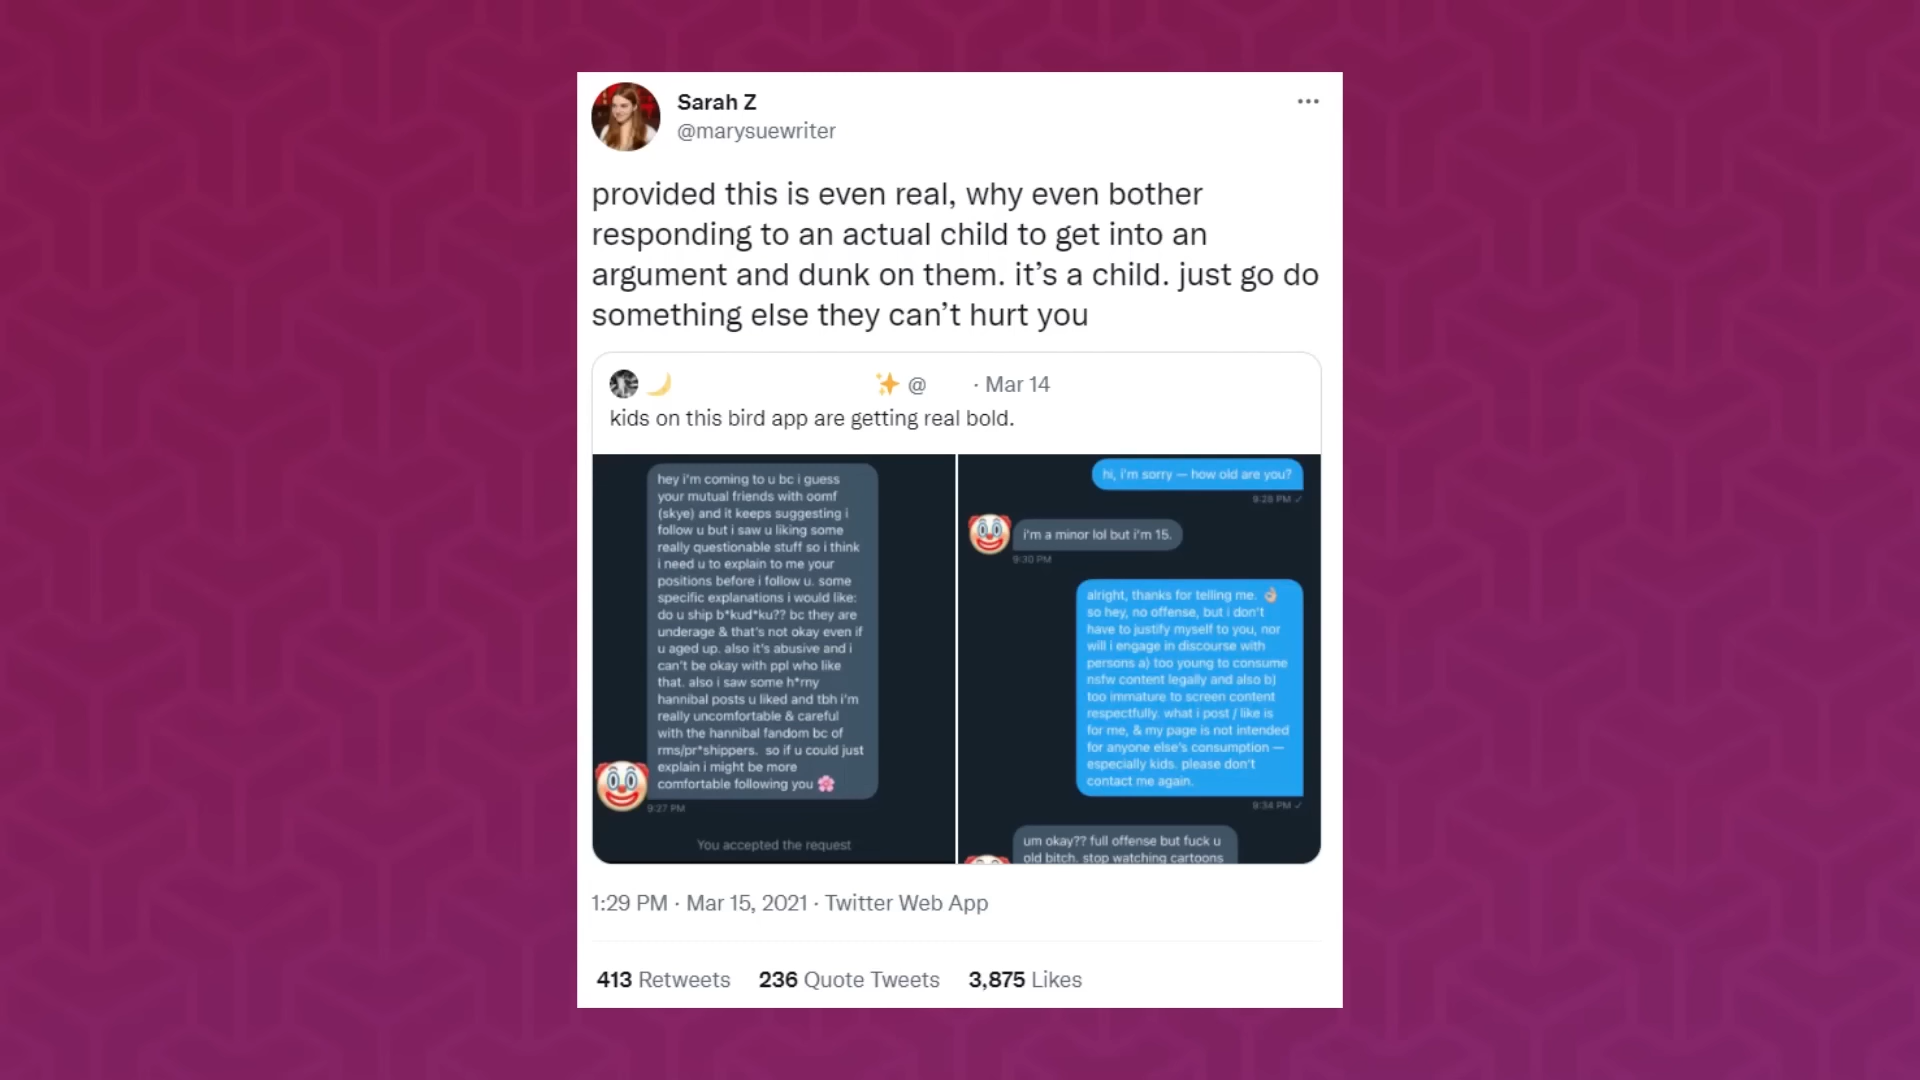 Sarah Z
@marysuewriter
provided this is even real, why even bother
responding to an actual child to get into an
argument and dunk on them. it's a child. just go do
something else they can't hurt you
@ · Mar 14
kids on this bird app are getting real bold.
hey i'm coming to u bc i guess
your mutual friends with oomf
(skye) and it keeps suggesting i
follow u but i saw u liking some
really questionable stuff so i think
i need u to explain to me your
positions before i follow u. some
specific explanations i would like:
do u ship b*kud*ku?? bc they are
underage & that's not okay even if
u aged up. also it's abusive and i
can't be okay with ppl who like
that. also i saw some h*rny
hannibal posts u liked and tbh i'm
really uncomfortable & careful
with the hannibal fandom bc of
rms/pr*shippers. so if u could just
explain i might be more
comfortable following you
9:27 PM
You accepted the request
hi, i'm sorry — how old are you?
9:28 PM ✓
i'm a minor lol but i'm 15.
9:30 PM
alright, thanks for telling me. 👌
so hey, no offense, but i don't
have to justify myself to you, nor
will i engage in discourse with
persons a) too young to consume
nsfw content legally and also b)
too immature to screen content
respectfully. what i post / like is
for me, & my page is not intended
for anyone else's consumption —
especially kids. please don't
contact me again.
9:34 PM ✓
um okay?? full offense but fuck u
old bitch. stop watching cartoons
1:29 PM · Mar 15, 2021 · Twitter Web App
413 Retweets 236 Quote Tweets 3,875 Likes